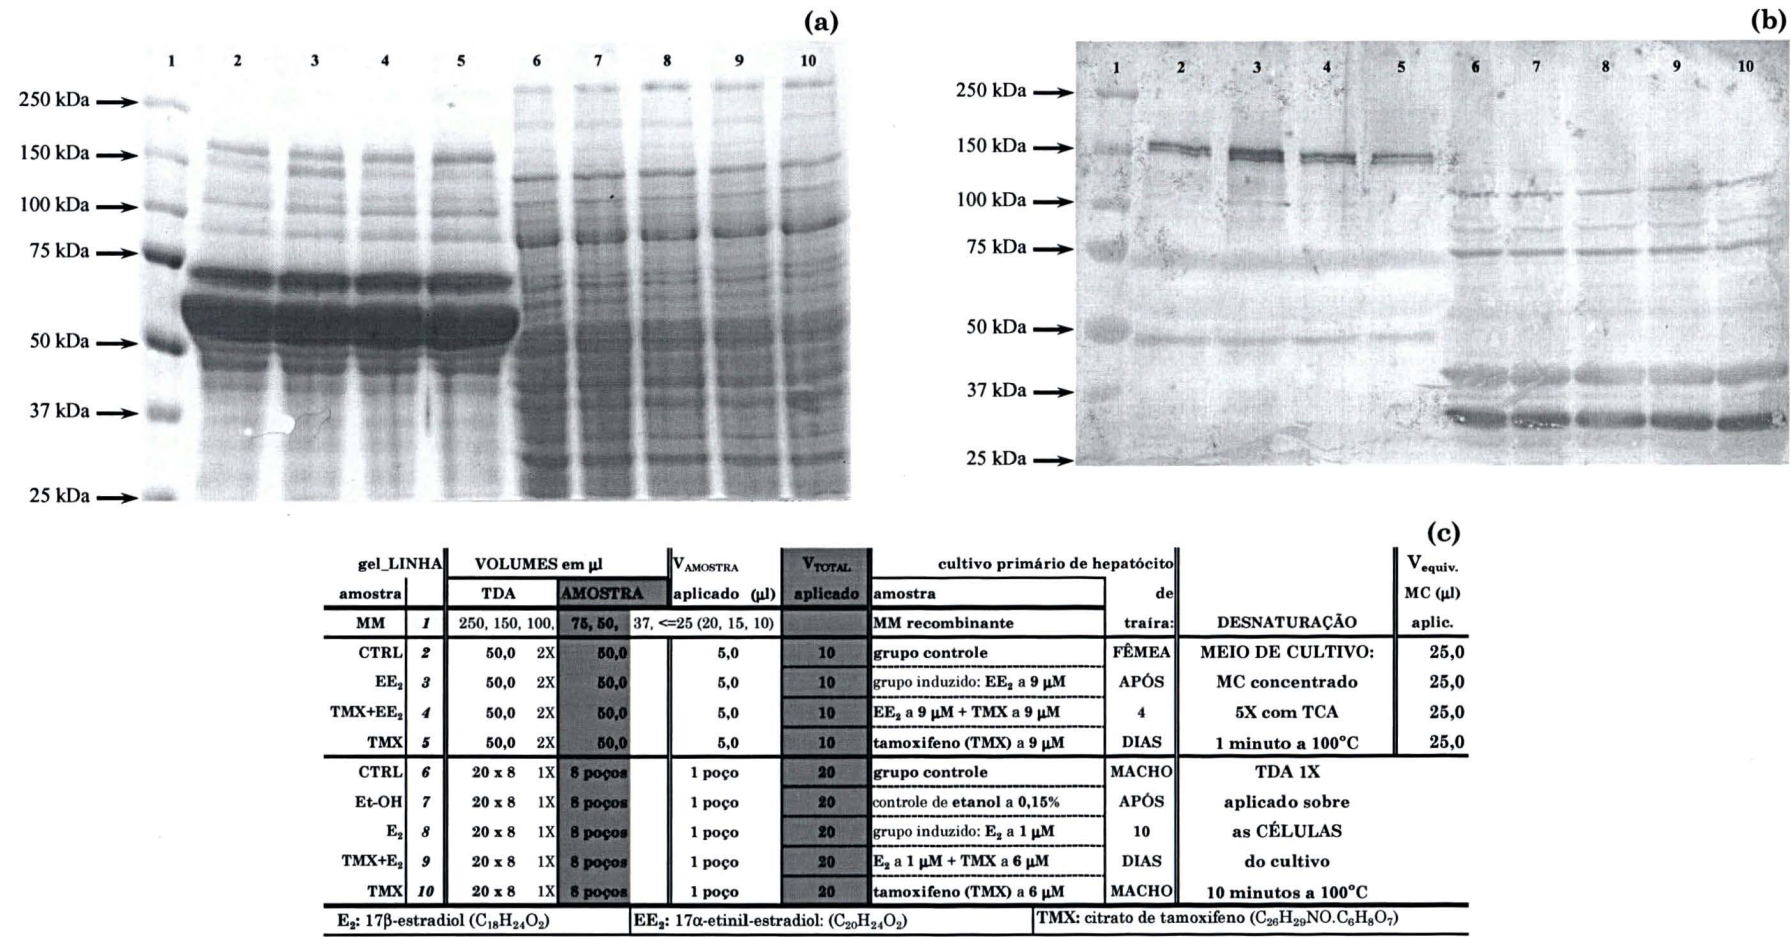 (a)
1 2 3 4 5 6 7 8 9 10
250 kDa
150 kDa
100 kDa
75 kDa
50 kDa
37 kDa
25 kDa
(b)
1 2 3 4 5 6 7 8 9 10
250 kDa
150 kDa
100 kDa
75 kDa
50 kDa
37 kDa
25 kDa
(c)
gel_LINHA VOLUMES em µl V AMOSTRA V TOTAL cultivo primário de hepatócito V equiv.
amostra TDA AMOSTRA aplicado (µl) aplicado amostra de MC (µl)
MM 1 250, 150, 100, 75, 50, 37, <=25 (20, 15, 10) MM recombinante traíra: DESNATURAÇÃO aplic.
CTRL 2 50,0 2X 50,0 5,0 10 grupo controle FÊMEA MEIO DE CULTIVO: 25,0
EE₂ 3 50,0 2X 50,0 5,0 10 grupo induzido: EE₂ a 9 µM APÓS MC concentrado 25,0
TMX+EE₂ 4 50,0 2X 50,0 5,0 10 EE₂ a 9 µM + TMX a 9 µM 4 5X com TCA 25,0
TMX 5 50,0 2X 50,0 5,0 10 tamoxifeno (TMX) a 9 µM DIAS 1 minuto a 100°C 25,0
CTRL 6 20 x 8 1X 8 poços 1 poço 20 grupo controle MACHO TDA 1X
Et-OH 7 20 x 8 1X 8 poços 1 poço 20 controle de etanol a 0,15% APÓS aplicado sobre
E₂ 8 20 x 8 1X 8 poços 1 poço 20 grupo induzido: E₂ a 1 µM 10 as CÉLULAS
TMX+E₂ 9 20 x 8 1X 8 poços 1 poço 20 E₂ a 1 µM + TMX a 6 µM DIAS do cultivo
TMX 10 20 x 8 1X 8 poços 1 poço 20 tamoxifeno (TMX) a 6 µM MACHO 10 minutos a 100°C
E₂: 17β-estradiol (C₁₈H₂₄O₂) EE₂: 17α-etinil-estradiol: (C₂₀H₂₄O₂) TMX: citrato de tamoxifeno (C₂₆H₂₉NO.C₆H₈O₇)